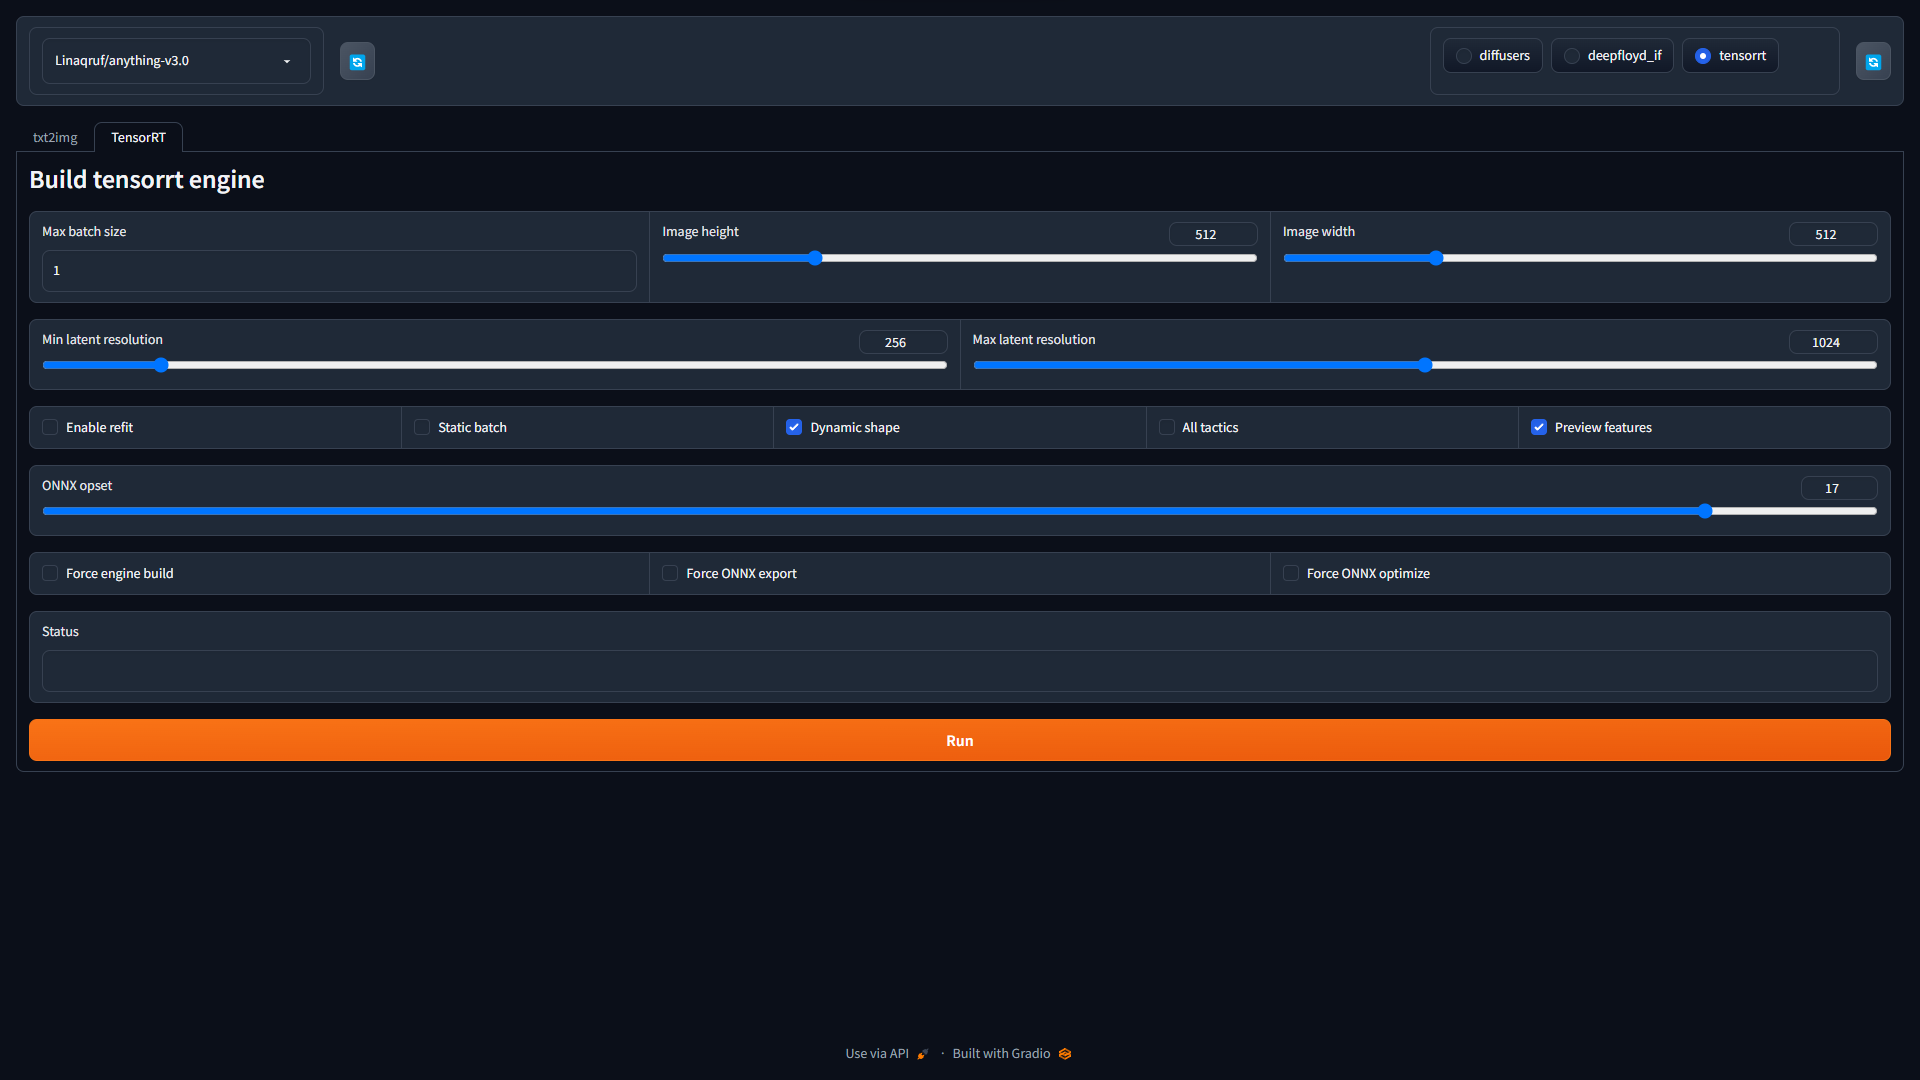 Linaqruf/anything-v3.0
diffusers
deepfloyd_if
tensorrt
txt2img
TensorRT
Build tensorrt engine
Max batch size
1
Image height
512
Image width
512
Min latent resolution
256
Max latent resolution
1024
Enable refit
Static batch
Dynamic shape
All tactics
Preview features
ONNX opset
17
Force engine build
Force ONNX export
Force ONNX optimize
Status
Run
Use via API · Built with Gradio